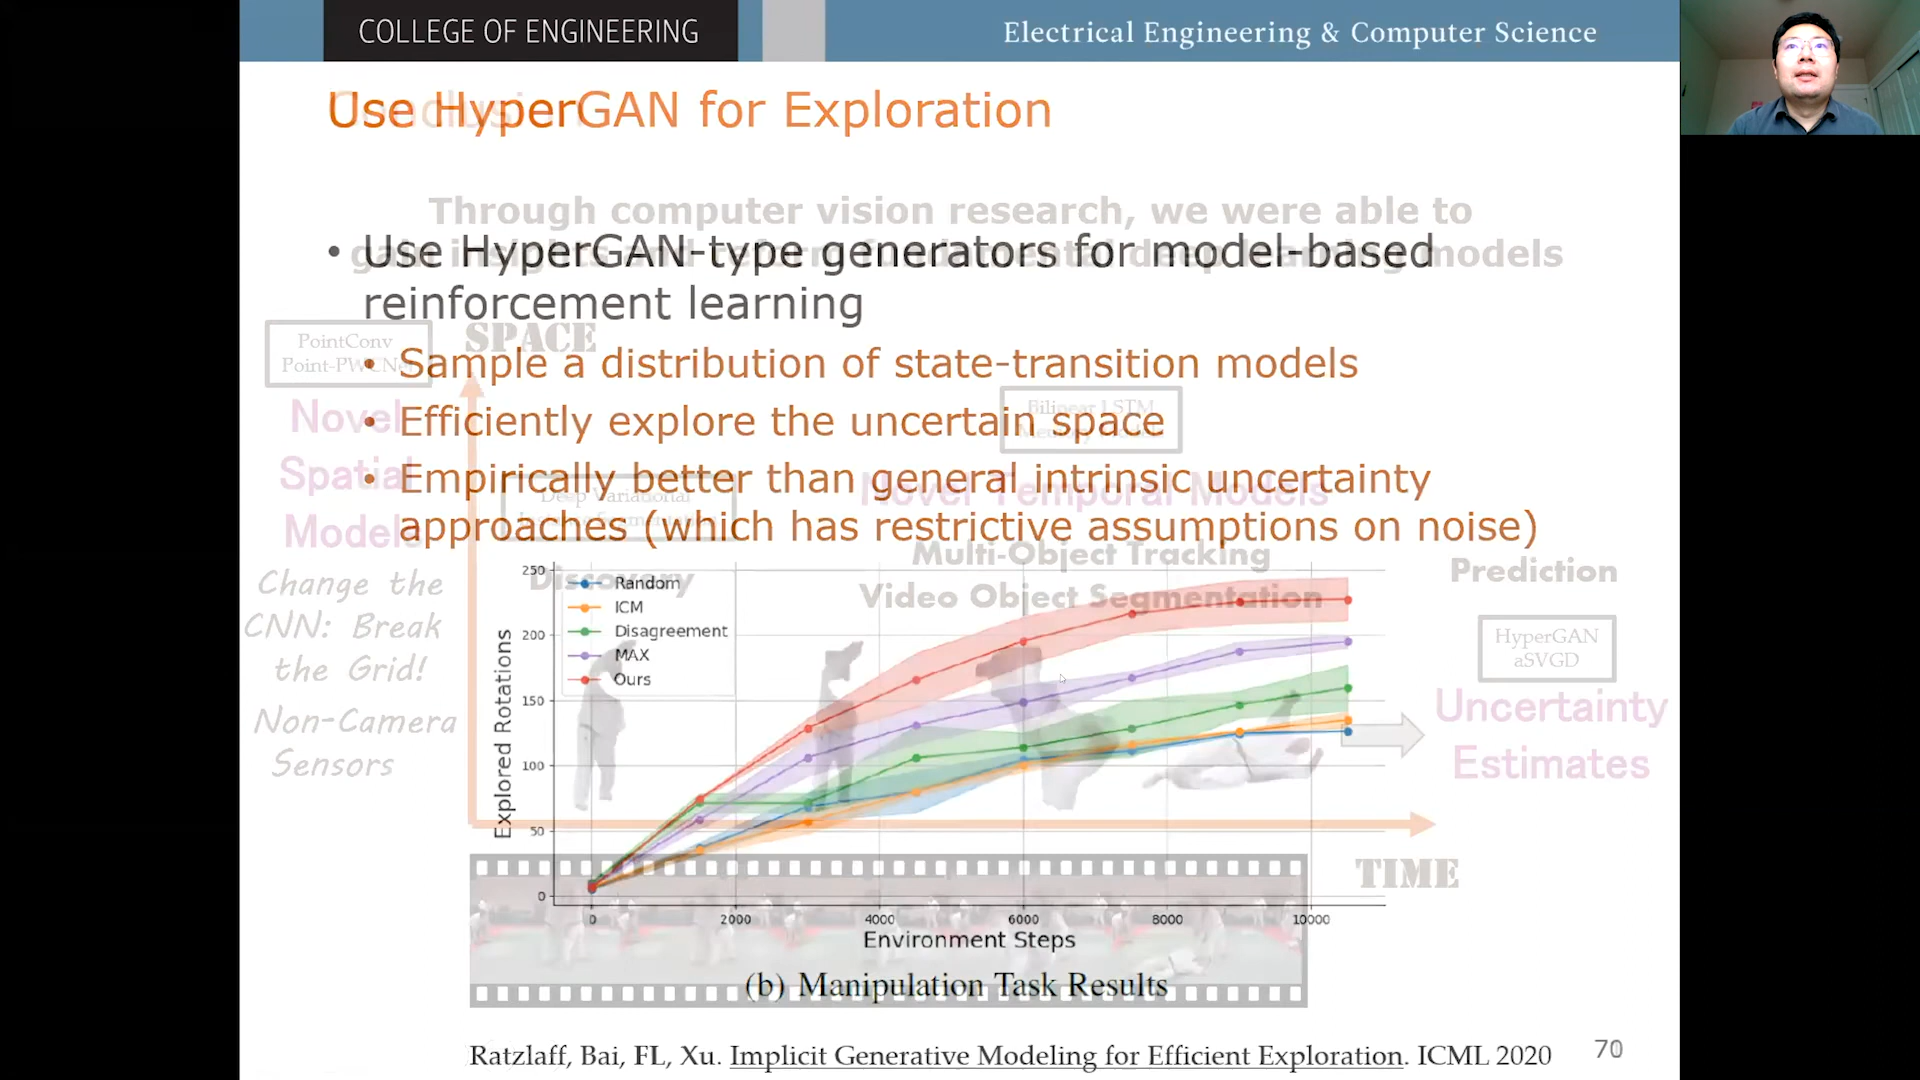 COLLEGE OF ENGINEERING
Electrical Engineering & Computer Science
Use HyperGAN for Exploration
Through computer vision research, we were able to
• Use HyperGAN-type generators for model-based
reinforcement learning
SPACE
PointConv
• Sample a distribution of state-transition models
• Efficiently explore the uncertain space
• Empirically better than general intrinsic uncertainty
approaches (which has restrictive assumptions on noise)
Novel
Spatial
Models
Change the
CNN: Break
the Grid!
Non-Camera
Sensors
Novel Temporal Models
Multi-Object Tracking
Video Object Segmentation
Discovery
Prediction
HyperGAN
aSVGD
Uncertainty
Estimates
Random
ICM
Disagreement
MAX
Ours
Explored Rotations
250
200
150
100
50
0
0 2000 4000 6000 8000 10000
Environment Steps
TIME
(b) Manipulation Task Results
Ratzlaff, Bai, FL, Xu. Implicit Generative Modeling for Efficient Exploration. ICML 2020